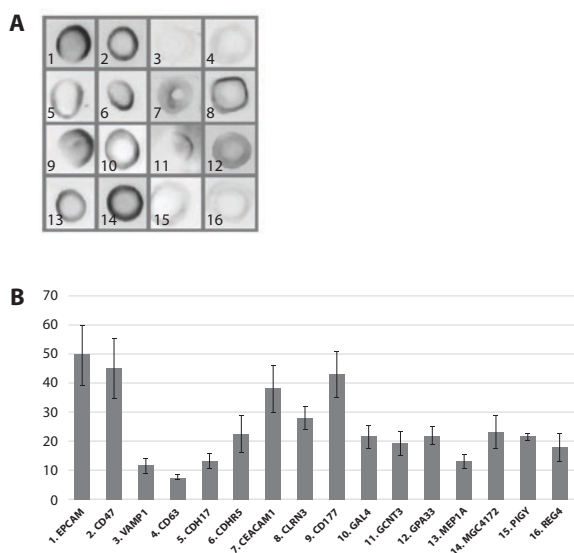 A
1 2 3 4
5 6 7 8
9 10 11 12
13 14 15 16
B
70
60
50
40
30
20
10
0
1. EPCAM
2. CD47
3. VAMP1
4. CD63
5. CDH17
6. CDHR5
7. CEACAM1
8. CLRN3
9. CD177
10. GAL4
11. GCNT3
12. GPA33
13. MEP1A
14. MGC4172
15. PIGY
16. REG4